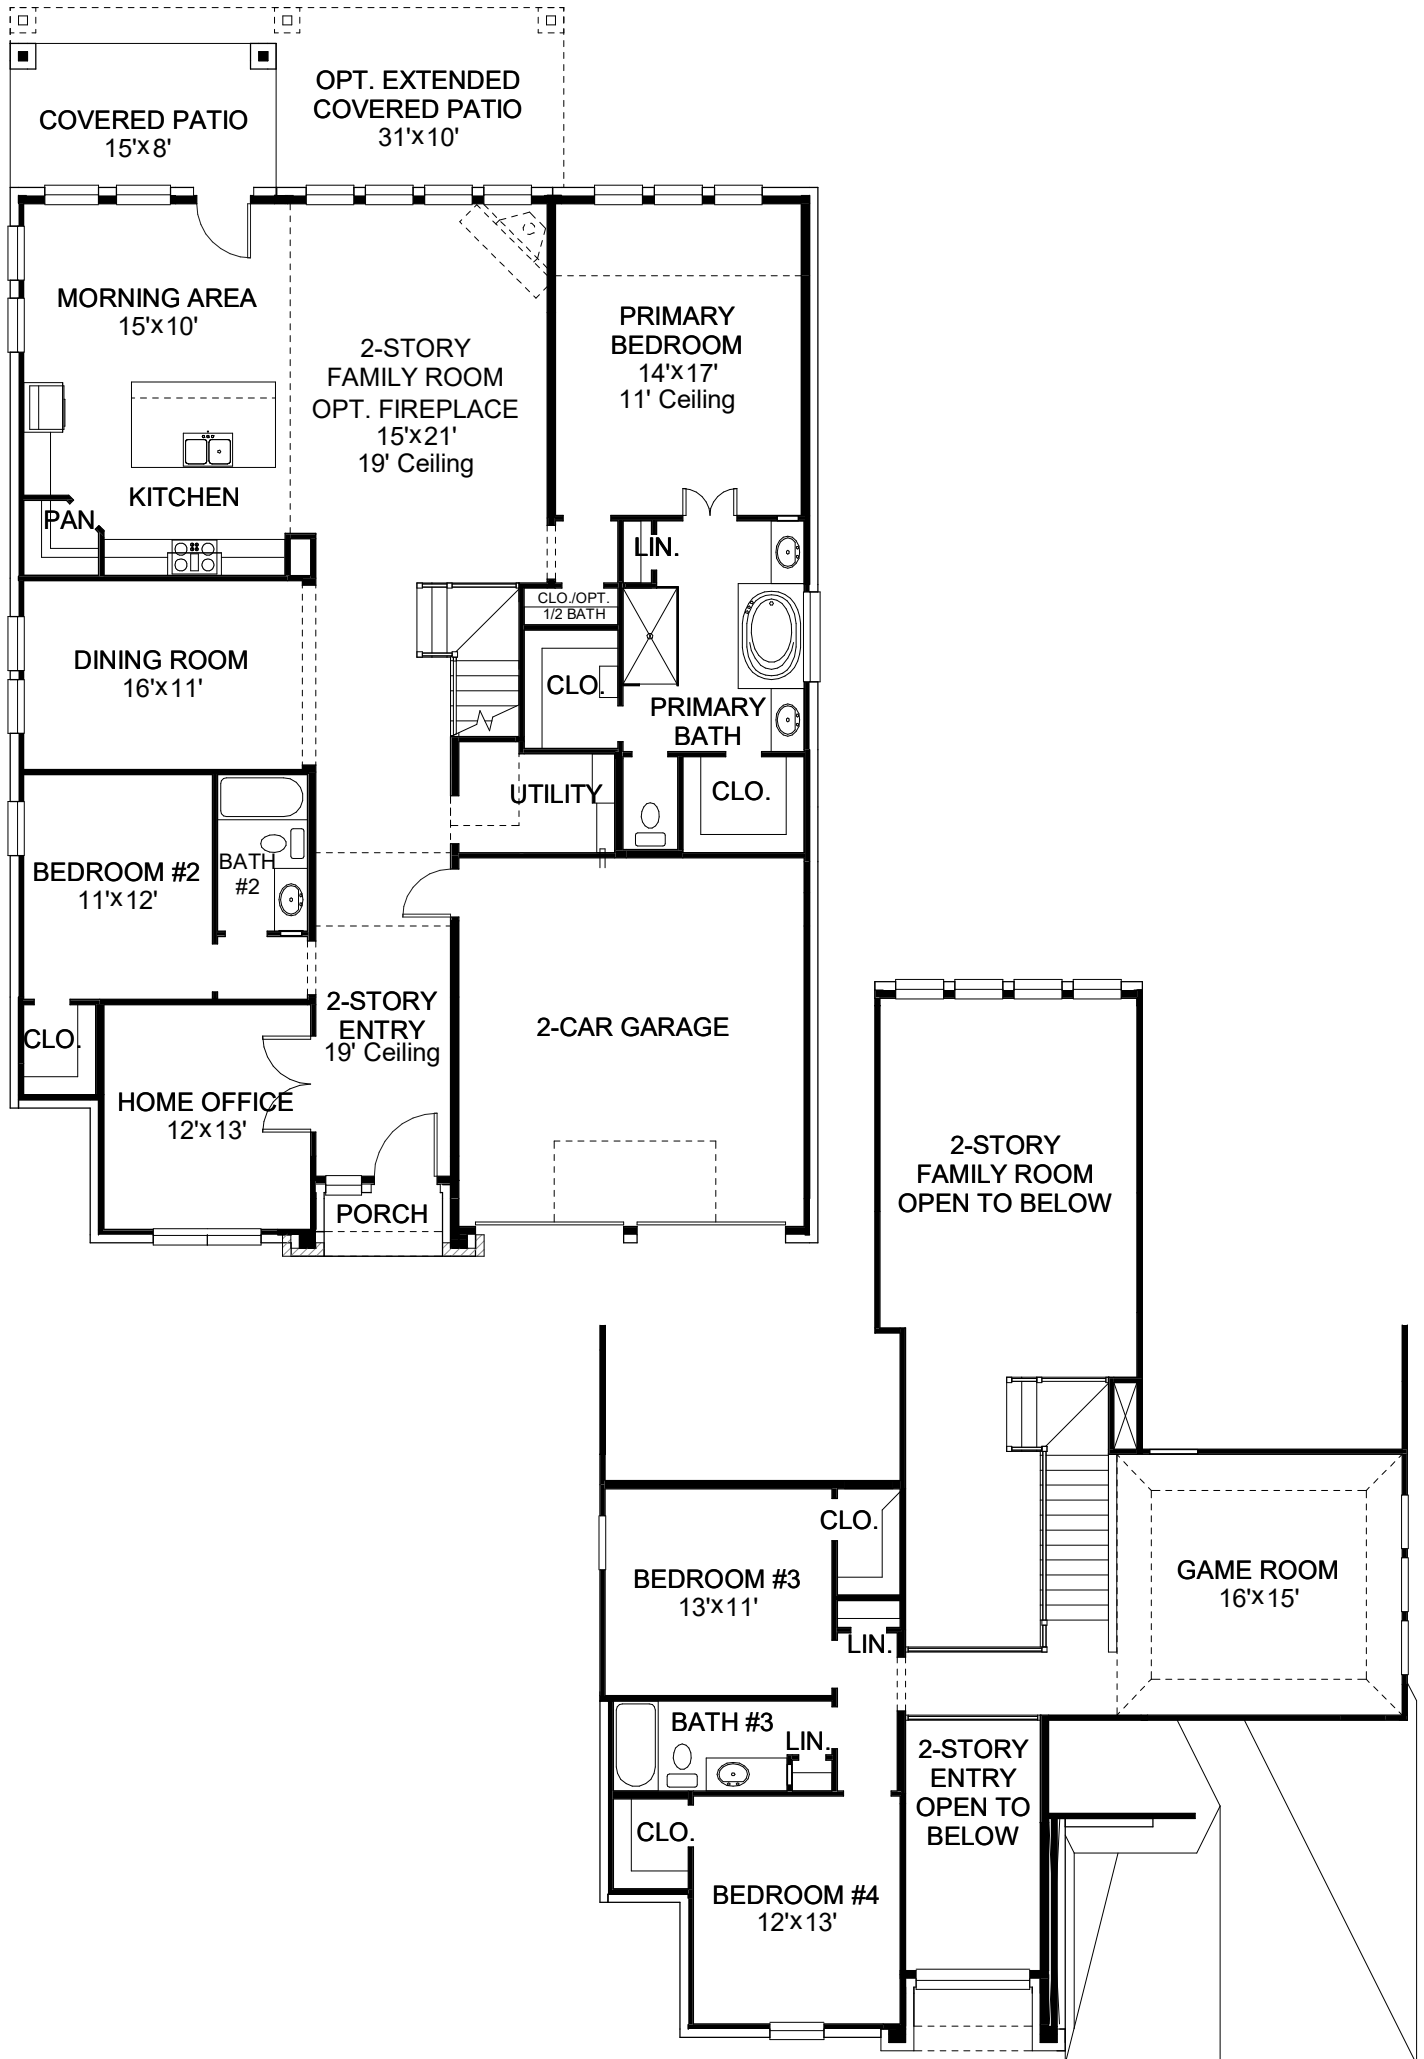 OPT. EXTENDED
COVERED PATIO
31'x10'
COVERED PATIO
15'x8'
MORNING AREA
15'x10'
2-STORY
FAMILY ROOM
OPT. FIREPLACE
15'x21'
19' Ceiling
PRIMARY
BEDROOM
14'x17'
11' Ceiling
KITCHEN
PAN.
LIN.
CLO./OPT.
1/2 BATH
DINING ROOM
16'x11'
CLO.
PRIMARY
BATH
UTILITY
CLO.
BEDROOM #2
11'x12'
BATH
#2
2-STORY
ENTRY
19' Ceiling
2-CAR GARAGE
CLO.
HOME OFFICE
12'x13'
PORCH
2-STORY
FAMILY ROOM
OPEN TO BELOW
CLO.
BEDROOM #3
13'x11'
GAME ROOM
16'x15'
LIN.
BATH #3
LIN.
2-STORY
ENTRY
OPEN TO
BELOW
CLO.
BEDROOM #4
12'x13'